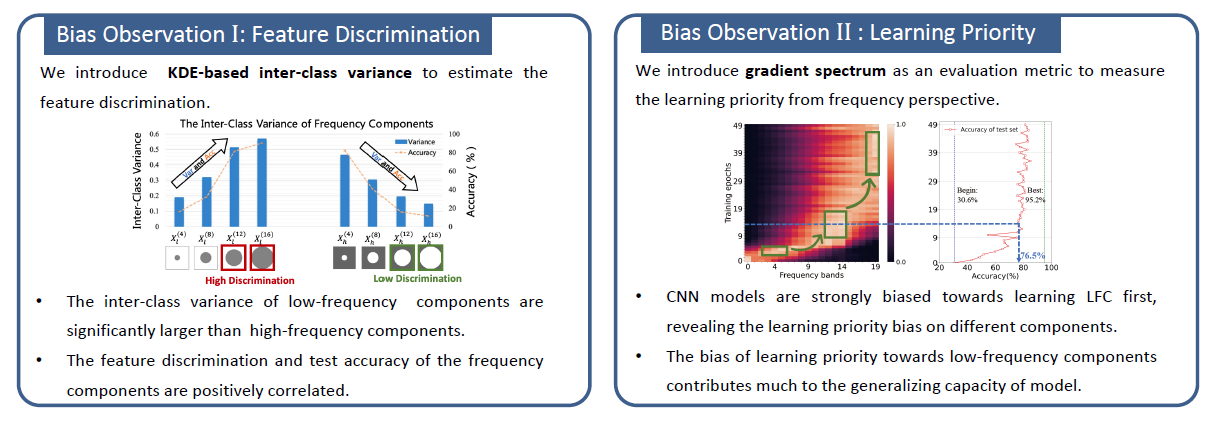 Bias Observation I: Feature Discrimination
We introduce KDE-based inter-class variance to estimate the
feature discrimination.
The Inter-Class Variance of Frequency Components
Inter-Class Variance
0.6
0.5
0.4
0.3
0.2
0.1
0
Var and Acc
Var and Acc
Variance
Accuracy
100
80
60
40
20
0
Accuracy (%)
x_l^(4) x_l^(8) x_l^(12) x_l^(16)
x_h^(4) x_h^(8) x_h^(12) x_h^(16)
High Discrimination
Low Discrimination
• The inter-class variance of low-frequency components are
significantly larger than high-frequency components.
• The feature discrimination and test accuracy of the frequency
components are positively correlated.
Bias Observation II : Learning Priority
We introduce gradient spectrum as an evaluation metric to measure
the learning priority from frequency perspective.
Training epochs
49
39
29
19
9
0
0 4 9 14 19
Frequency bands
1.0
0.0
49
39
29
19
9
0
Accuracy of test set
Begin:
30.6%
Best:
95.2%
76.5%
20 40 60 80 100
Accuracy(%)
• CNN models are strongly biased towards learning LFC first,
revealing the learning priority bias on different components.
• The bias of learning priority towards low-frequency components
contributes much to the generalizing capacity of model.